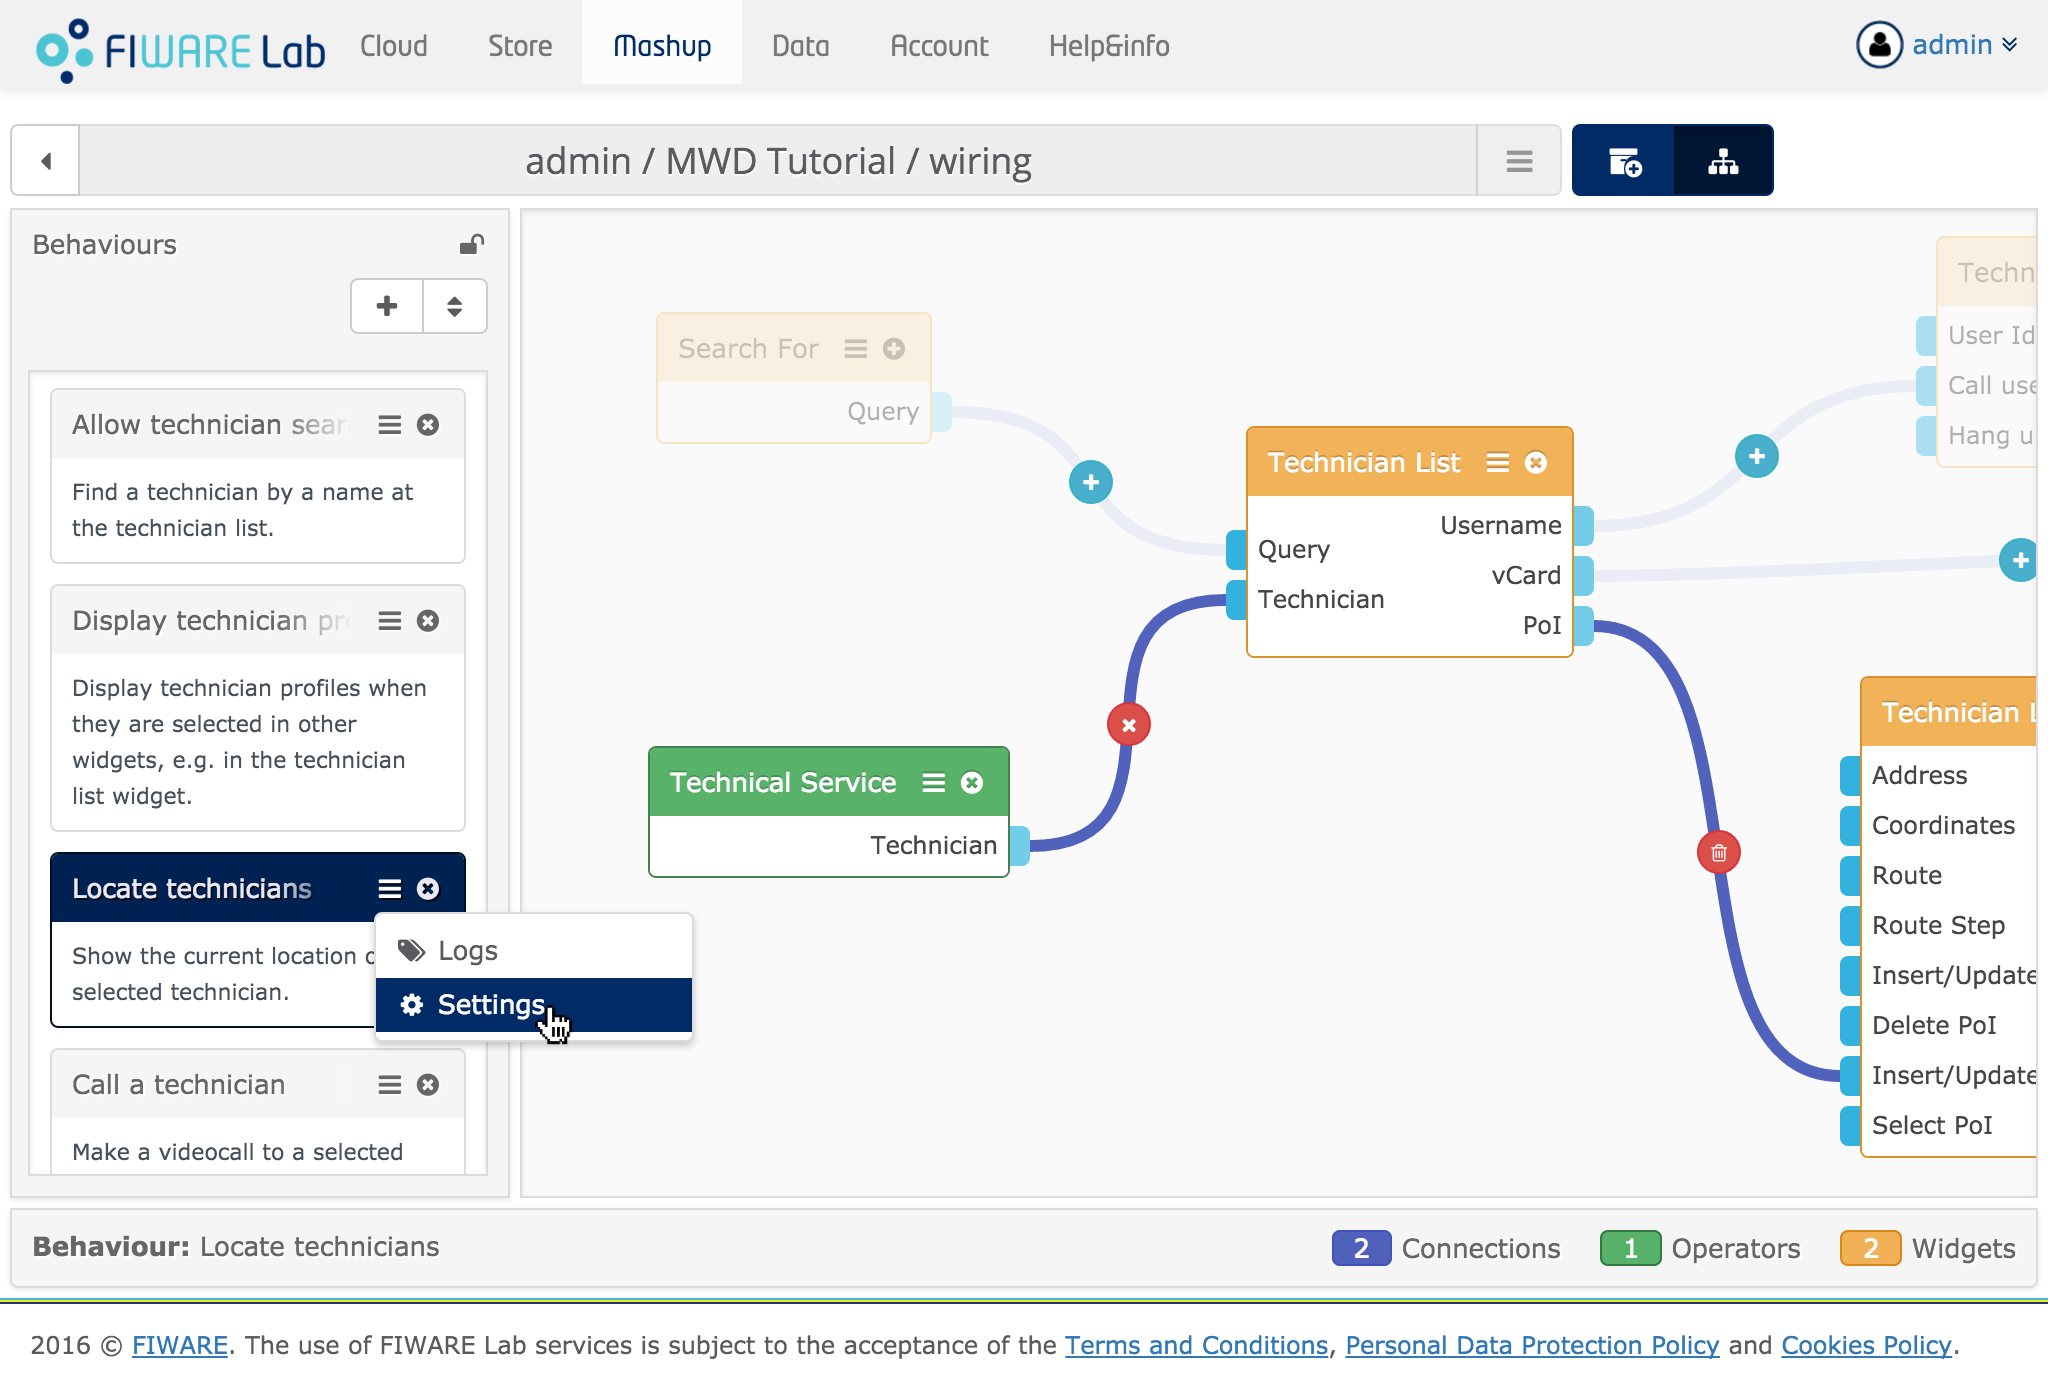 FIWARE Lab
Cloud
Store
Mashup
Data
Account
Help&info
admin
admin / MWD Tutorial / wiring
Behaviours
Allow technician sear
Find a technician by a name at
the technician list.
Display technician pr
Display technician profiles when
they are selected in other
widgets, e.g. in the technician
list widget.
Locate technicians
Show the current location
selected technician.
Logs
Settings
Call a technician
Make a videocall to a selected
Search For
Query
Technical Service
Technician
Technician List
Query
Technician
Username
vCard
PoI
Techn
User Id
Call use
Hang u
Technician
Address
Coordinates
Route
Route Step
Insert/Update
Delete PoI
Insert/Update
Select PoI
Behaviour: Locate technicians
2 Connections
1 Operators
2 Widgets
2016 © FIWARE. The use of FIWARE Lab services is subject to the acceptance of the Terms and Conditions, Personal Data Protection Policy and Cookies Policy.